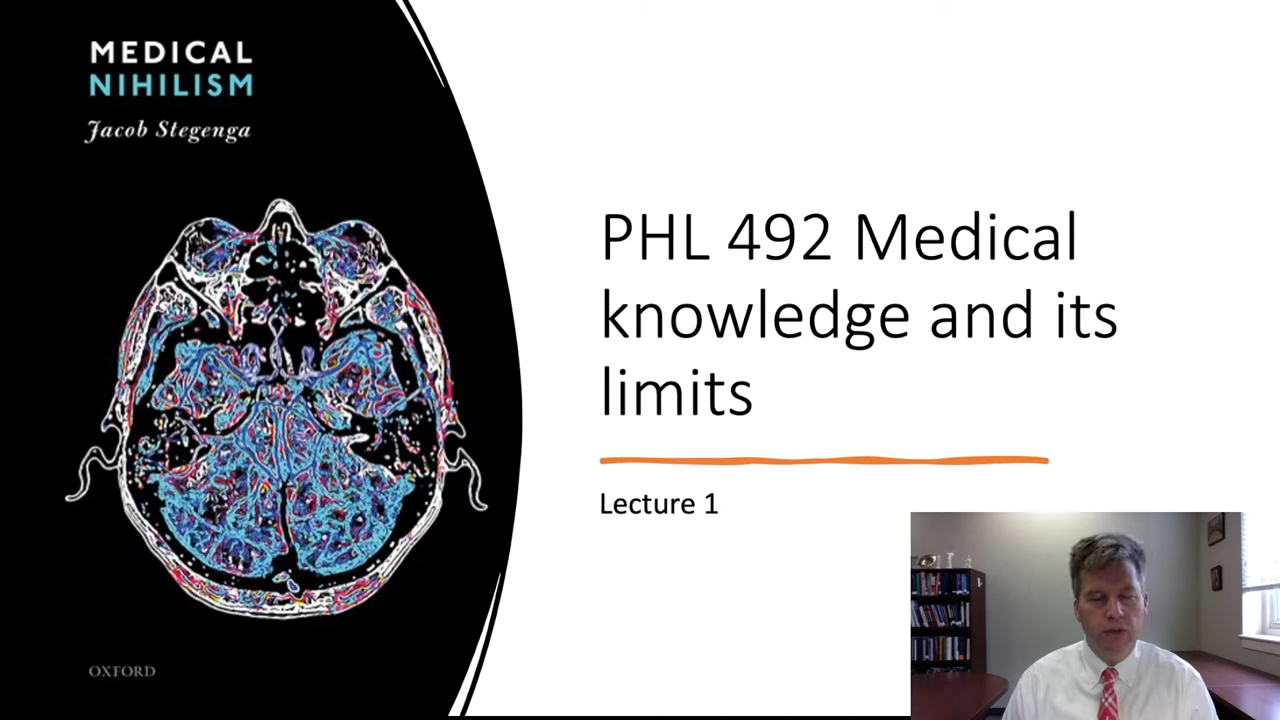 MEDICAL
NIHILISM
Jacob Stegenga
OXFORD
PHL 492 Medical
knowledge and its
limits
Lecture 1